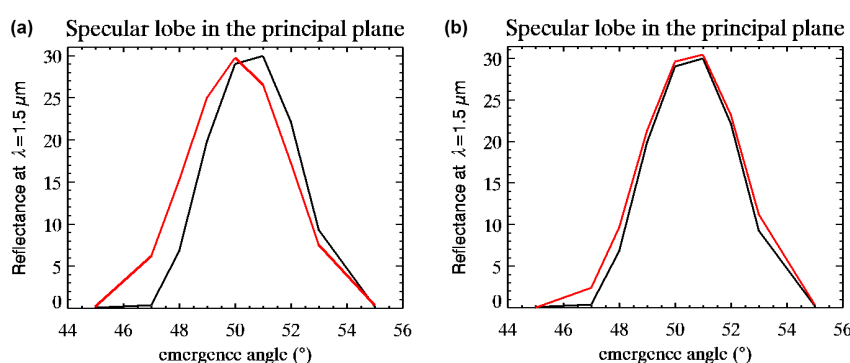 (a) Specular lobe in the principal plane
Reflectance at λ=1.5 μm
30
25
20
15
10
5
0
44 46 48 50 52 54 56
emergence angle (°)
(b) Specular lobe in the principal plane
Reflectance at λ=1.5 μm
30
25
20
15
10
5
0
44 46 48 50 52 54 56
emergence angle (°)